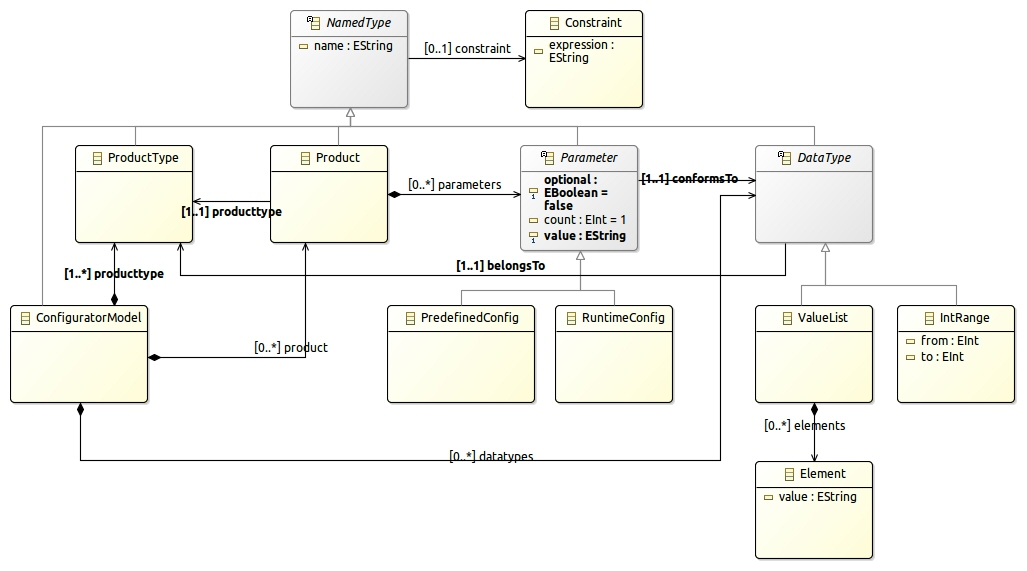 NamedType
name : EString
[0..1] constraint
Constraint
expression :
EString
ProductType
Product
[0..*] parameters
[1..1] producttype
Parameter
optional :
EBoolean =
false
count : EInt = 1
value : EString
[1..1] conformsTo
DataType
[1..*] producttype
[1..1] belongsTo
ConfiguratorModel
[0..*] product
PredefinedConfig
RuntimeConfig
ValueList
IntRange
from : EInt
to : EInt
[0..*] elements
[0..*] datatypes
Element
value : EString